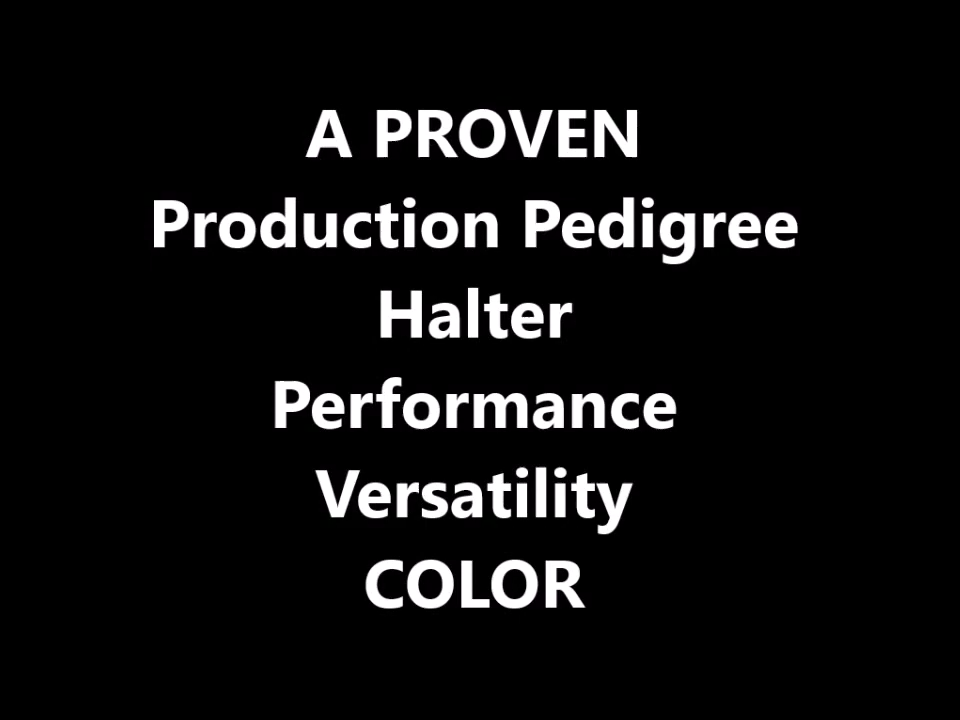 A PROVEN
Production Pedigree
Halter
Performance
Versatility
COLOR